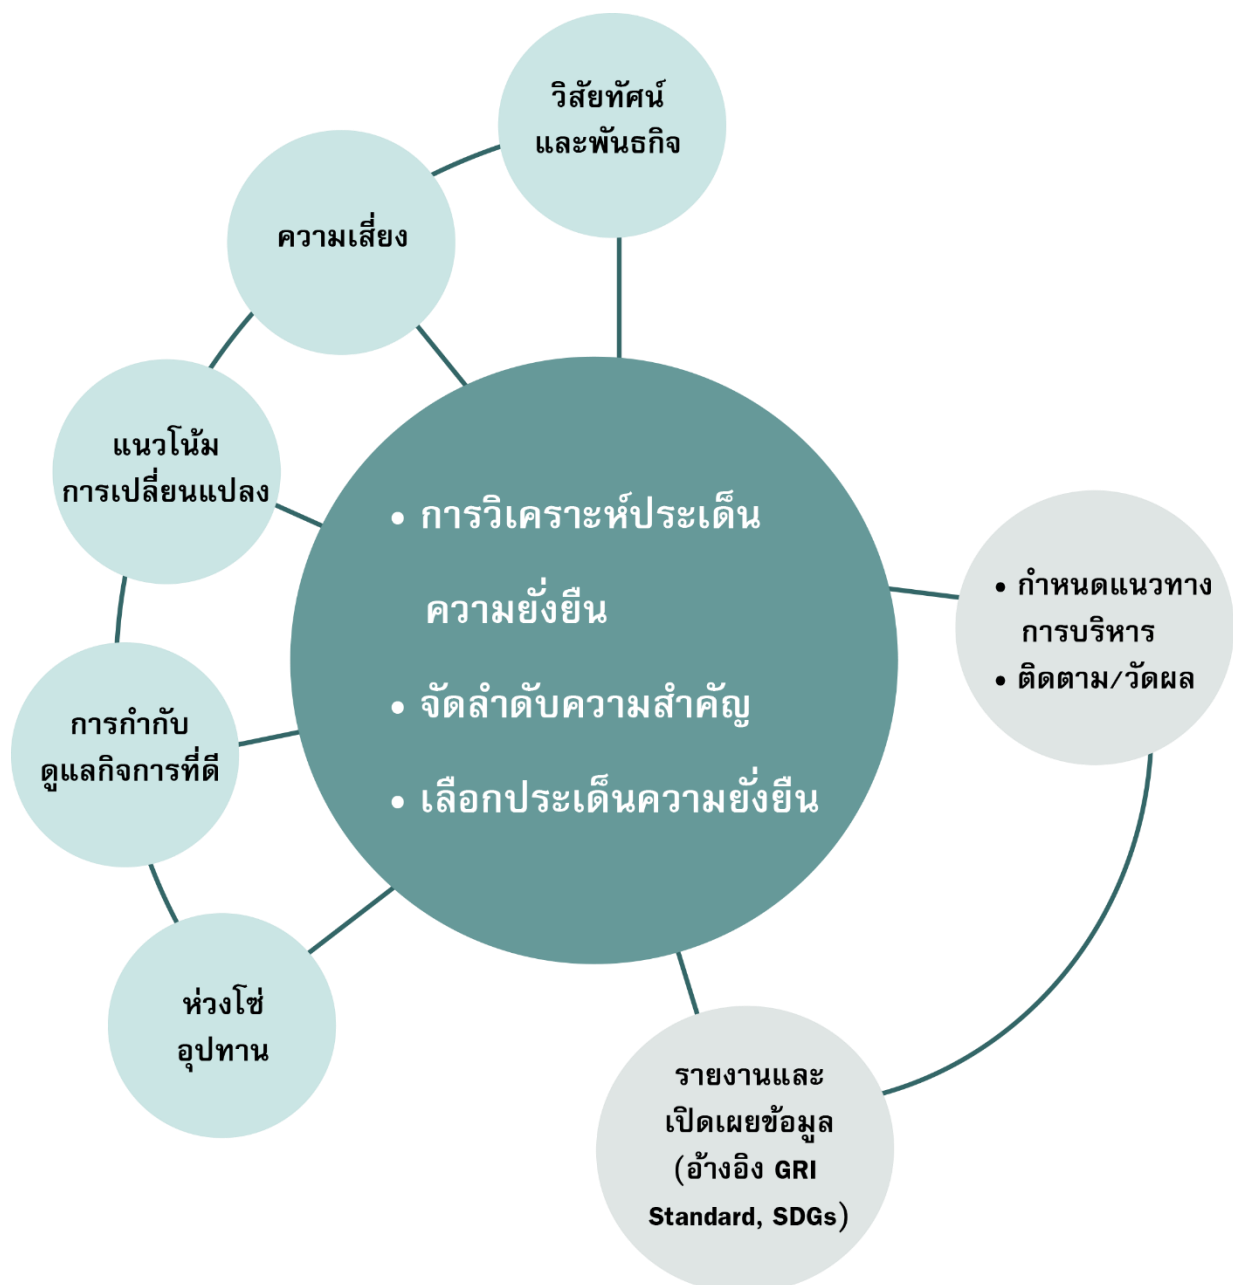 วิสัยทัศน์
และพันธกิจ
ความเสี่ยง
แนวโน้ม
การเปลี่ยนแปลง
การกำกับ
ดูแลกิจการที่ดี
ห่วงโซ่
อุปทาน
• การวิเคราะห์ประเด็น
ความยั่งยืน
• จัดลำดับความสำคัญ
• เลือกประเด็นความยั่งยืน
• กำหนดแนวทาง
การบริหาร
• ติดตาม/วัดผล
รายงานและ
เปิดเผยข้อมูล
(อ้างอิง GRI
Standard, SDGs)